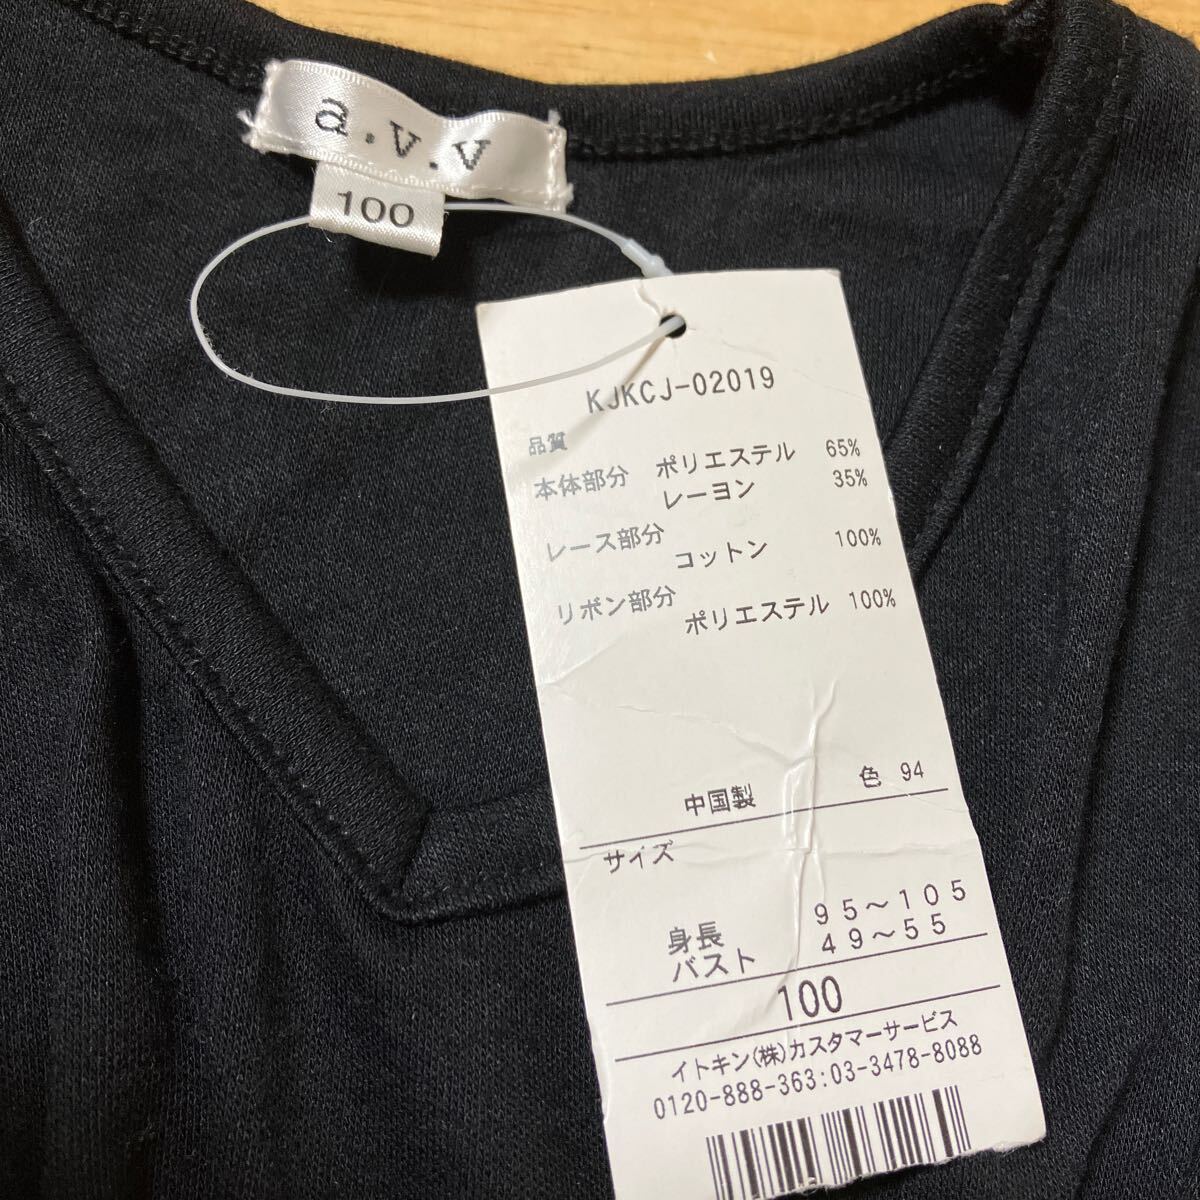 a.v.v
100
KJKCJ-02019
品質
本体部分 ポリエステル 65%
レーヨン 35%
レース部分
コットン 100%
リボン部分
ポリエステル 100%
中国製 色 94
サイズ
身長 95～105
バスト 49～55
100
イトキン(株)カスタマーサービス
0120-888-363:03-3478-8088